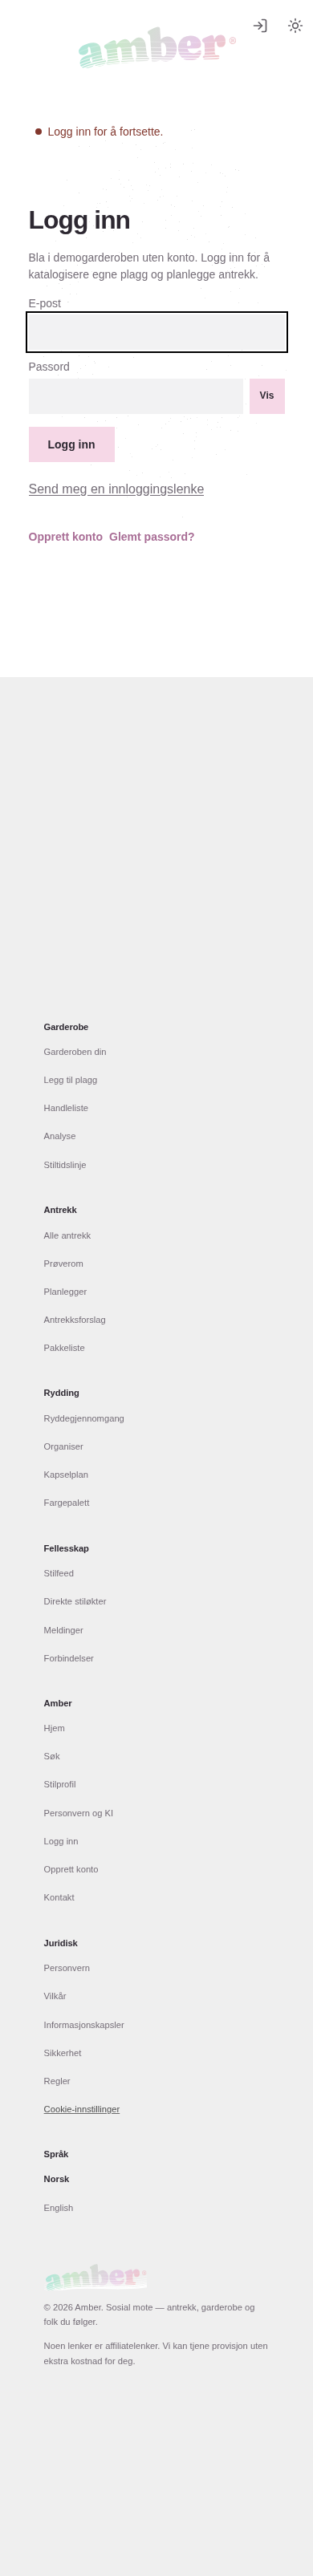 amber®
Logg inn for å fortsette.
Logg inn
Bla i demogarderoben uten konto. Logg inn for å
katalogisere egne plagg og planlegge antrekk.
E-post
Passord
Vis
Logg inn
Send meg en innloggingslenke
Opprett konto Glemt passord?
Garderobe
Garderoben din
Legg til plagg
Handleliste
Analyse
Stiltidslinje
Antrekk
Alle antrekk
Prøverom
Planlegger
Antrekksforslag
Pakkeliste
Rydding
Ryddegjennomgang
Organiser
Kapselplan
Fargepalett
Fellesskap
Stilfeed
Direkte stiløkter
Meldinger
Forbindelser
Amber
Hjem
Søk
Stilprofil
Personvern og KI
Logg inn
Opprett konto
Kontakt
Juridisk
Personvern
Vilkår
Informasjonskapsler
Sikkerhet
Regler
Cookie-innstillinger
Språk
Norsk
English
amber
© 2026 Amber. Sosial mote — antrekk, garderobe og
folk du følger.
Noen lenker er affiliatelenker. Vi kan tjene provisjon uten
ekstra kostnad for deg.